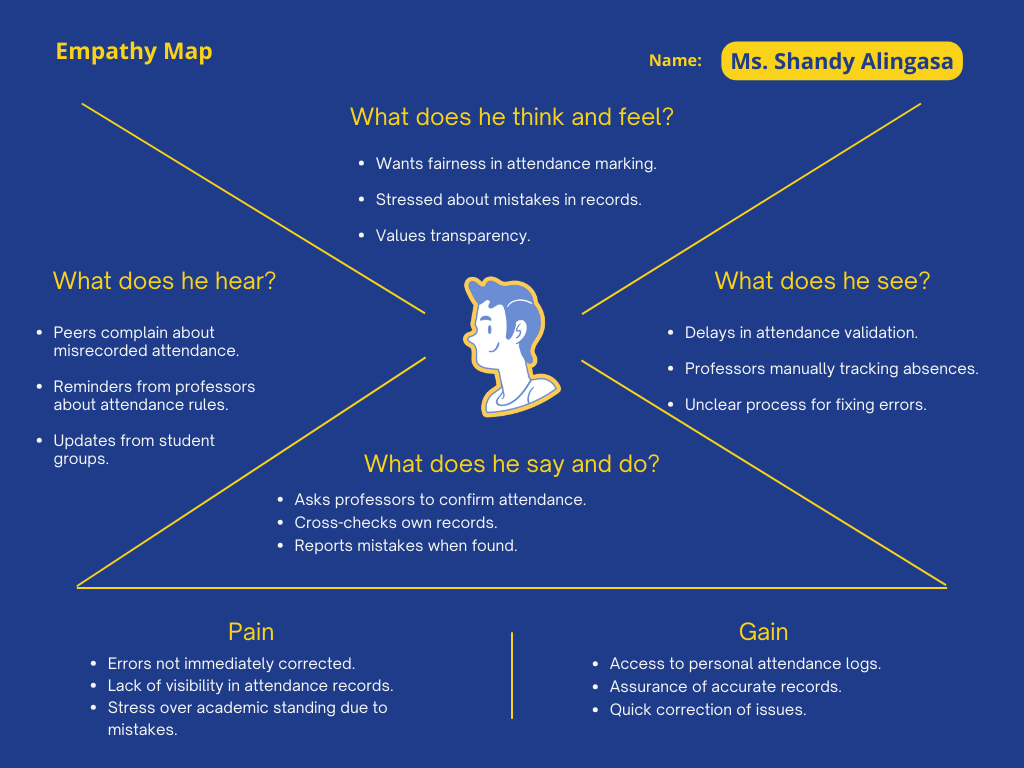 Empathy Map
Name: Ms. Shandy Alingasa
What does he think and feel?
• Wants fairness in attendance marking.
• Stressed about mistakes in records.
• Values transparency.
What does he hear?
• Peers complain about
misrecorded attendance.
• Reminders from professors
about attendance rules.
• Updates from student
groups.
What does he see?
• Delays in attendance validation.
• Professors manually tracking absences.
• Unclear process for fixing errors.
What does he say and do?
• Asks professors to confirm attendance.
• Cross-checks own records.
• Reports mistakes when found.
Pain
• Errors not immediately corrected.
• Lack of visibility in attendance records.
• Stress over academic standing due to
mistakes.
Gain
• Access to personal attendance logs.
• Assurance of accurate records.
• Quick correction of issues.